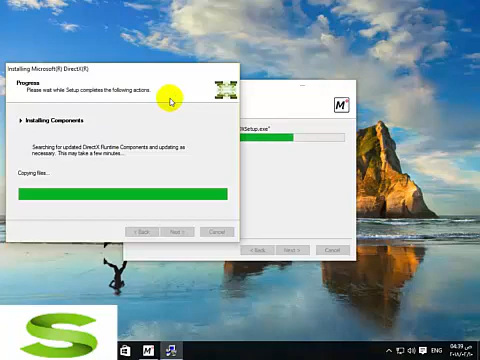 Installing Microsoft(R) DirectX(R)
Progress
Please wait while Setup completes the following actions.
Installing Components
Searching for updated DirectX Runtime Components and updating as
necessary. This may take a few minutes...
Copying files...
< Back
Next >
Cancel
M
XSetup.exe"
< Back
Next >
Cancel
S
M
ENG
04:39 ص